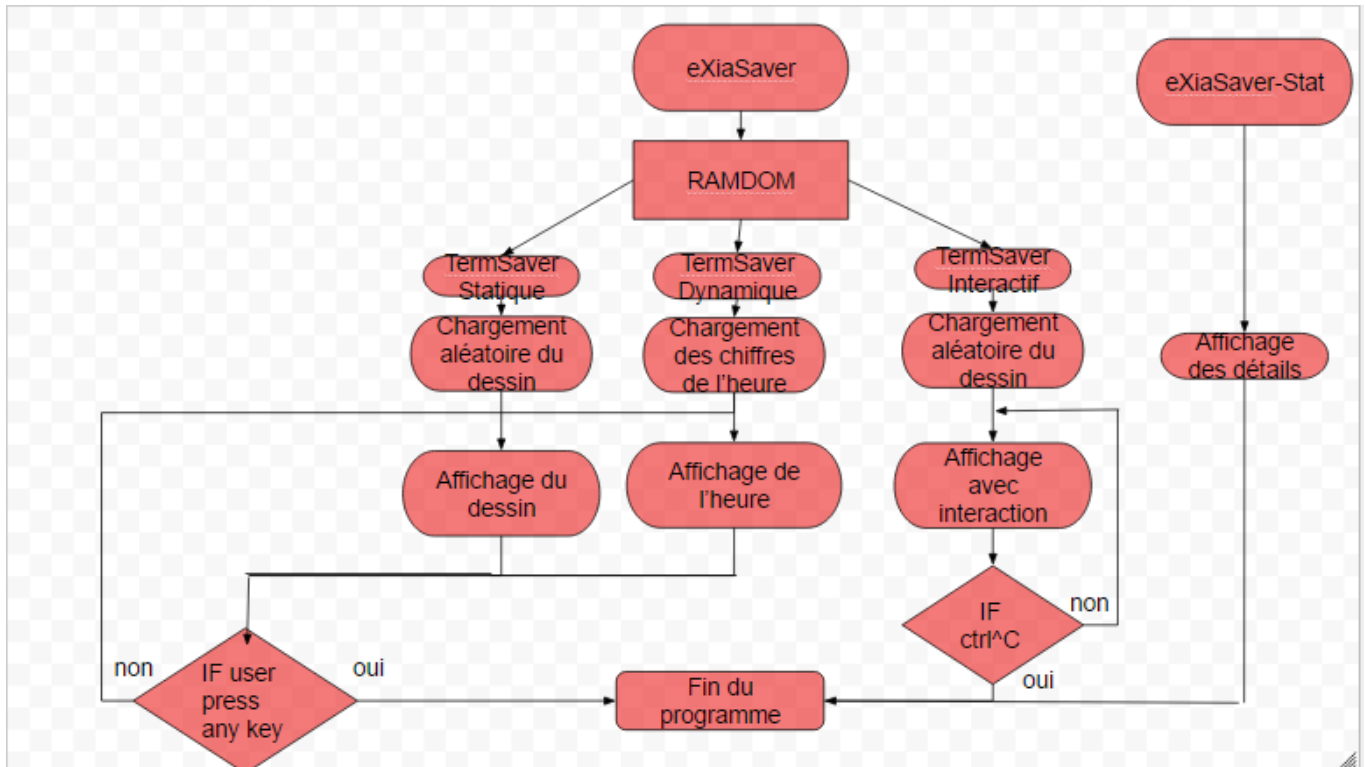 eXiaSaver
eXiaSaver-Stat
RAMDOM
TermSaver
Statique
TermSaver
Dynamique
TermSaver
Interactif
Chargement
aléatoire du
dessin
Chargement
des chiffres
de l'heure
Chargement
aléatoire du
dessin
Affichage
des détails
Affichage du
dessin
Affichage de
l'heure
Affichage
avec
interaction
IF
ctrl^C
non
oui
non
IF user
press
any key
oui
Fin du
programme